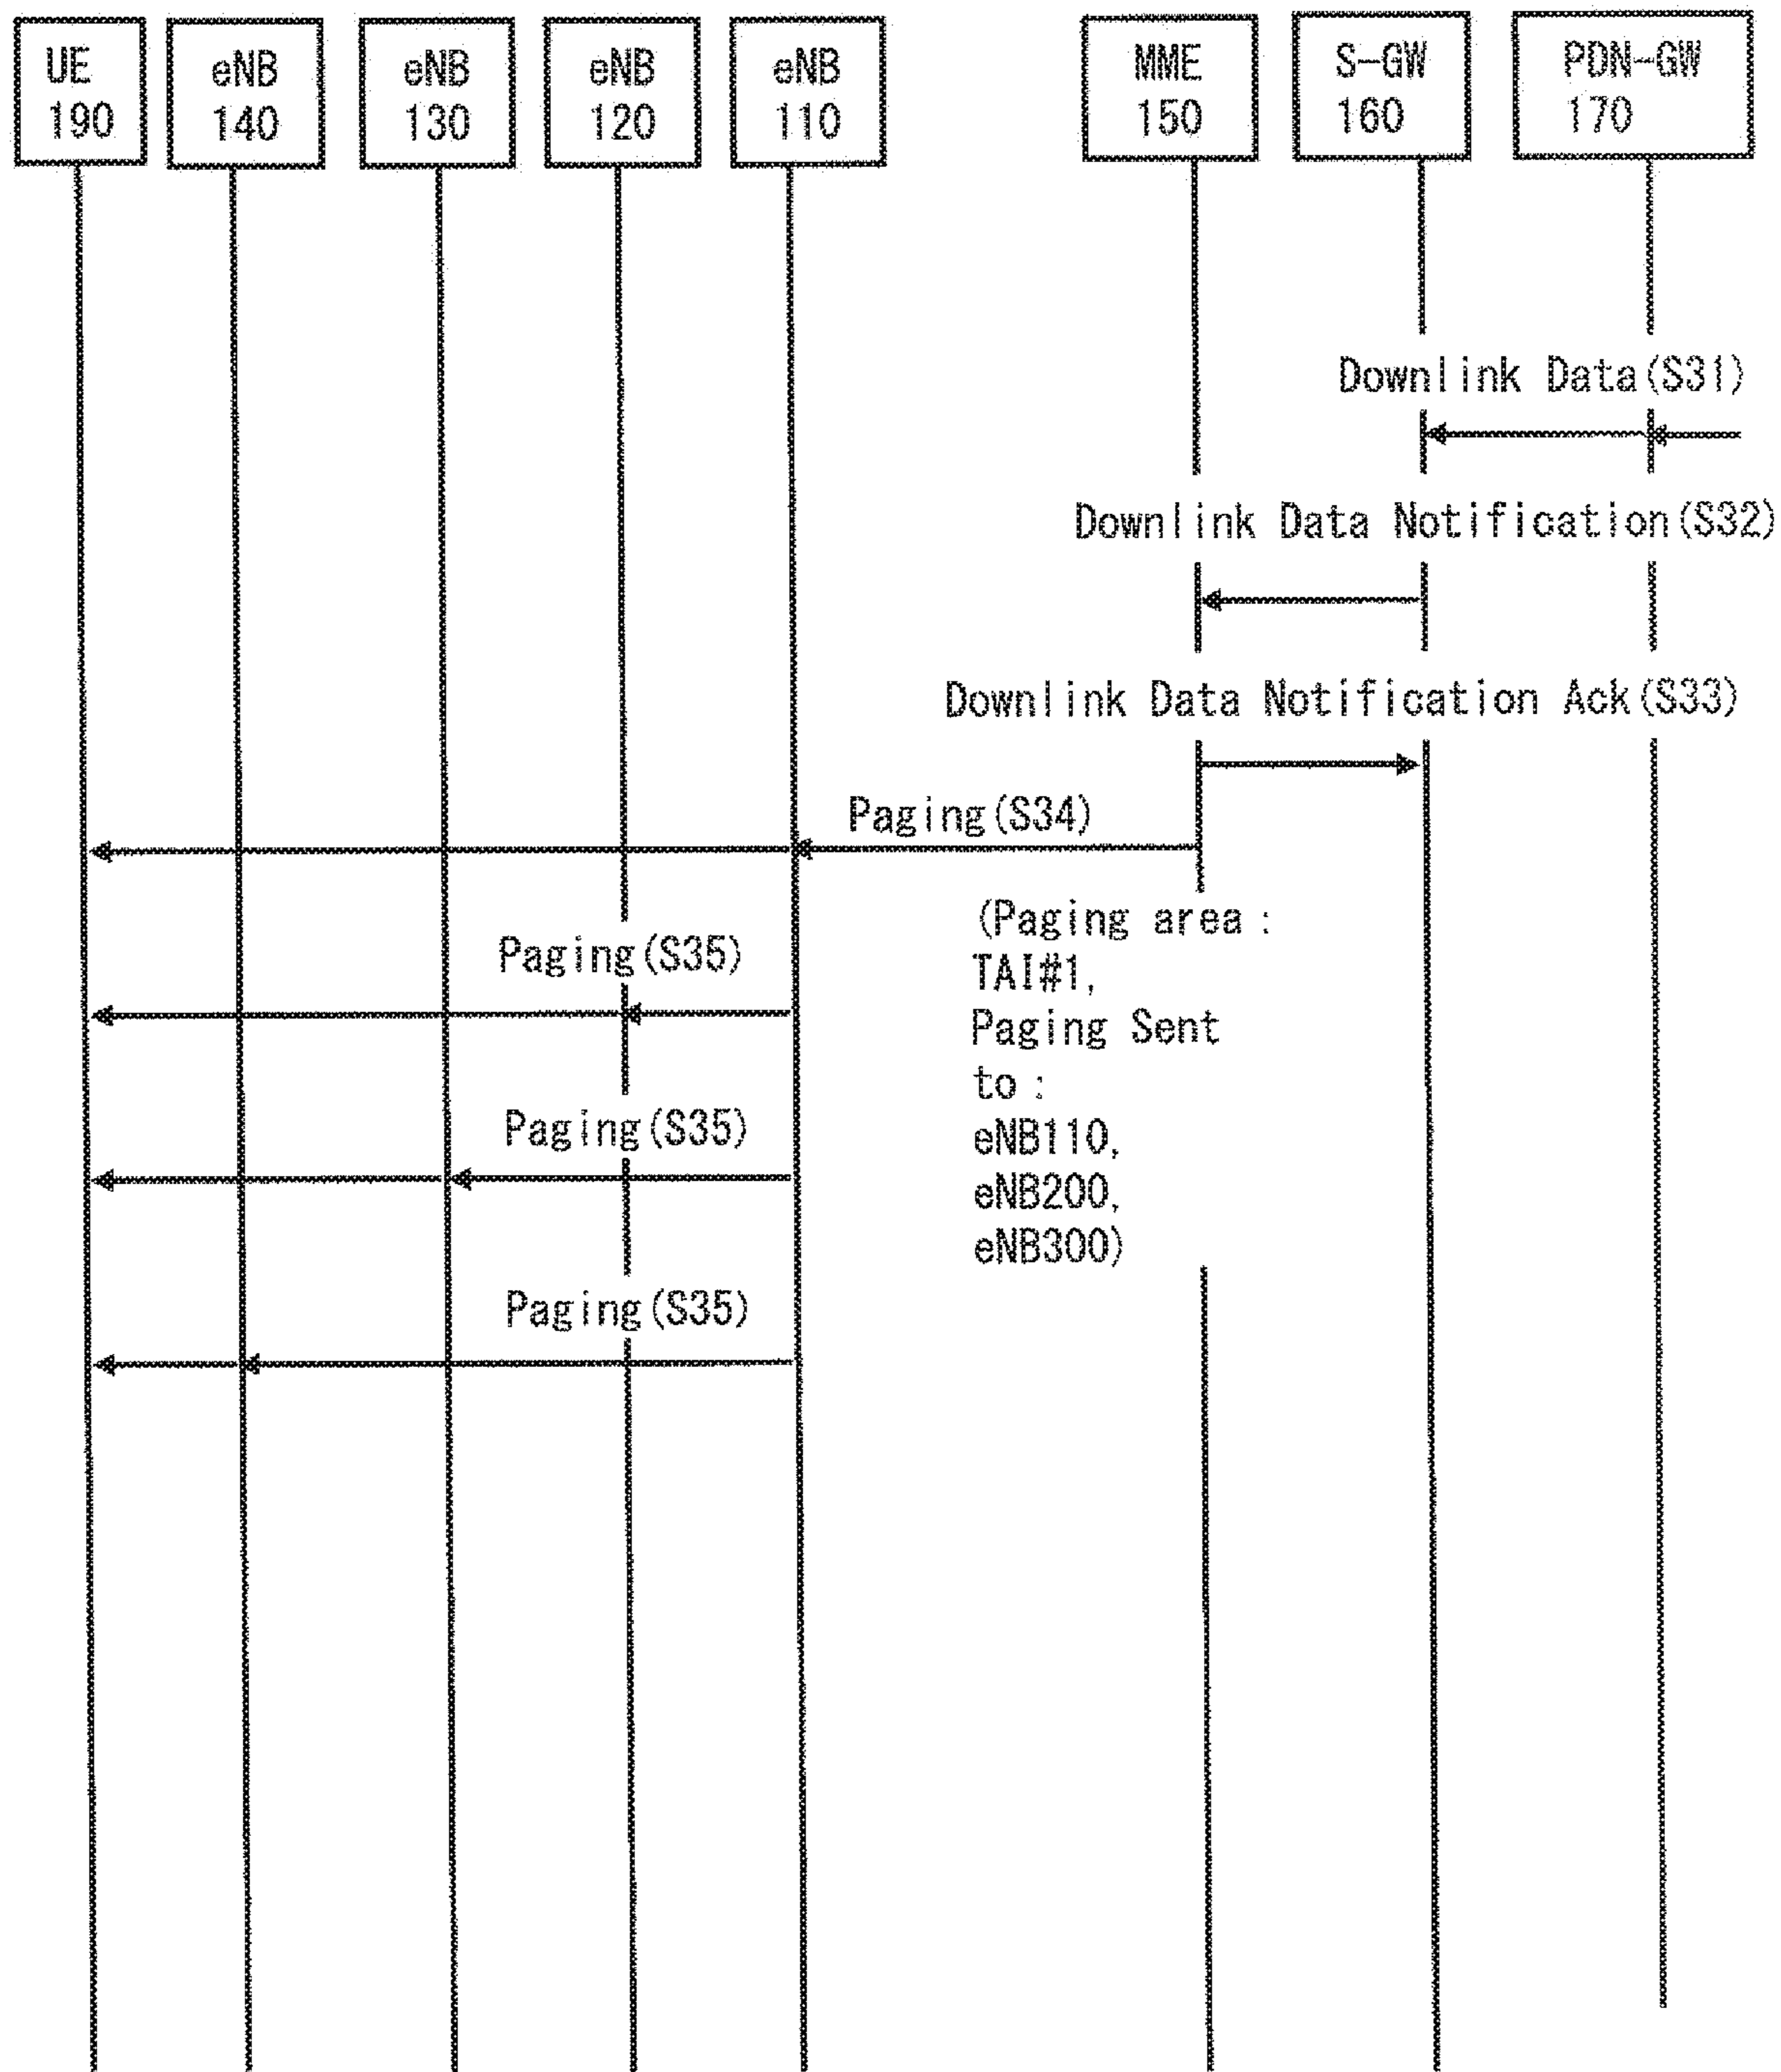 UE
190
eNB
140
eNB
130
eNB
120
eNB
110
MME
150
S-GW
160
PDN-GW
170
Downlink Data(S31)
Downlink Data Notification(S32)
Downlink Data Notification Ack(S33)
Paging(S34)
(Paging area:
TAI#1,
Paging Sent
to:
eNB110,
eNB200,
eNB300)
Paging(S35)
Paging(S35)
Paging(S35)